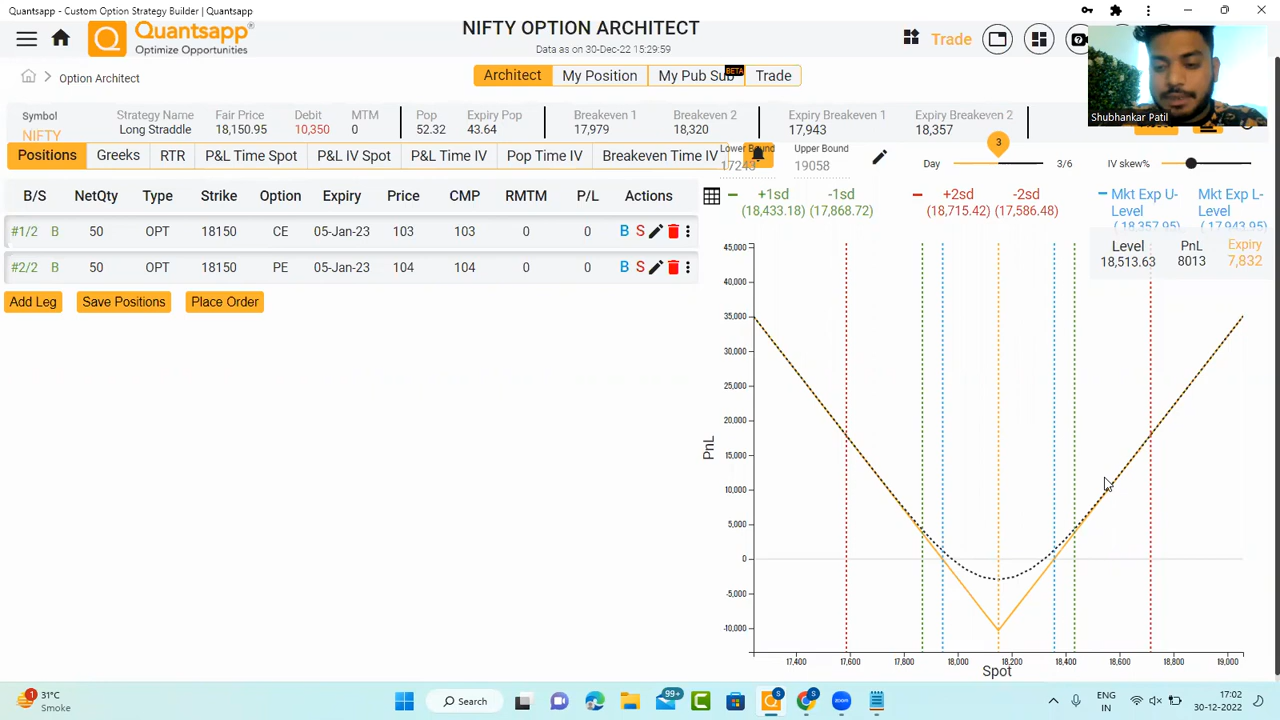 Quantsapp - Custom Option Strategy Builder | Quantsapp
Quantsapp
Optimize Opportunities
NIFTY OPTION ARCHITECT
Data as on 30-Dec-22 15:29:59
Trade
Shubhankar Patil
Option Architect
Architect My Position My Pub Sub BETA Trade
Symbol Strategy Name Fair Price Debit MTM Pop Expiry Pop Breakeven 1 Breakeven 2 Expiry Breakeven 1 Expiry Breakeven 2
NIFTY Long Straddle 18,150.95 10,350 0 52.32 43.64 17,979 18,320 17,943 18,357
Positions Greeks RTR P&L Time Spot P&L IV Spot P&L Time IV Pop Time IV Breakeven Time IV
Lower Bound Upper Bound
17243 19058
Day 3 3/6 IV skew%
B/S NetQty Type Strike Option Expiry Price CMP RMTM P/L Actions
#1/2 B 50 OPT 18150 CE 05-Jan-23 103 103 0 0 B S
#2/2 B 50 OPT 18150 PE 05-Jan-23 104 104 0 0 B S
Add Leg Save Positions Place Order
+1sd -1sd +2sd -2sd Mkt Exp U-Level Mkt Exp L-Level
(18,433.18) (17,868.72) (18,715.42) (17,586.48) (18,357.95) (17,943.95)
Level PnL Expiry
18,513.63 8013 7,832
PnL
45,000
40,000
35,000
30,000
25,000
20,000
15,000
10,000
5,000
0
-5,000
-10,000
17,400 17,600 17,800 18,000 18,200 18,400 18,600 18,800 19,000
Spot
1
31°C
Smoke
Search
99+
S
S
ENG
IN
17:02
30-12-2022